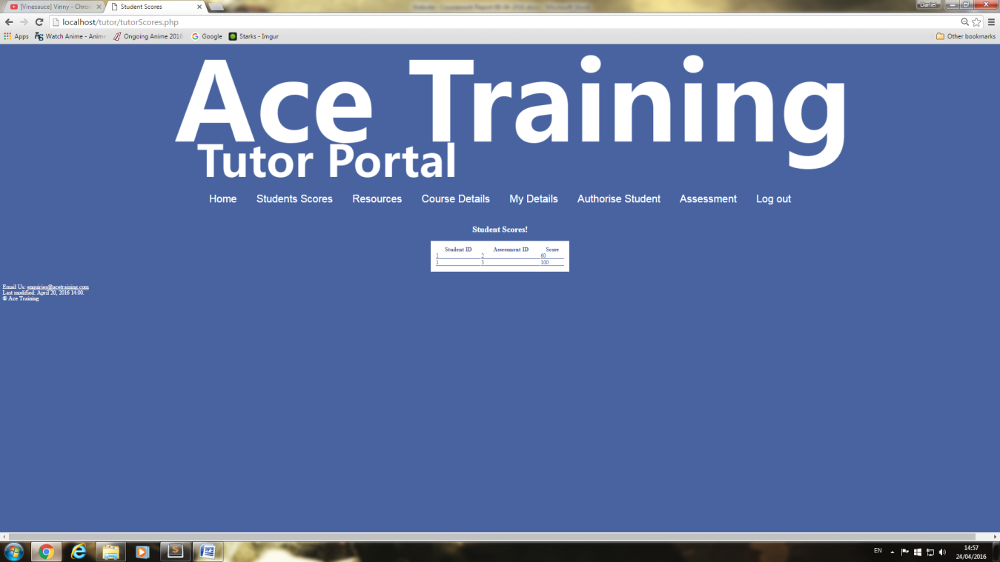 [Vinesauce] Vinny - Chrom
Student Scores
Daniel
localhost/tutor/tutorScores.php
Apps
Watch Anime - Anime
Ongoing Anime 2016
Google
Starks - Imgur
Other bookmarks
Ace Training
Tutor Portal
Home Students Scores Resources Course Details My Details Authorise Student Assessment Log out
Student Scores!
Student ID Assessment ID Score
1 2 60
1 3 100
Email Us: enquiries@acetraining.com
Last modified: April 20, 2016 14:00.
® Ace Training
EN
14:57
24/04/2016